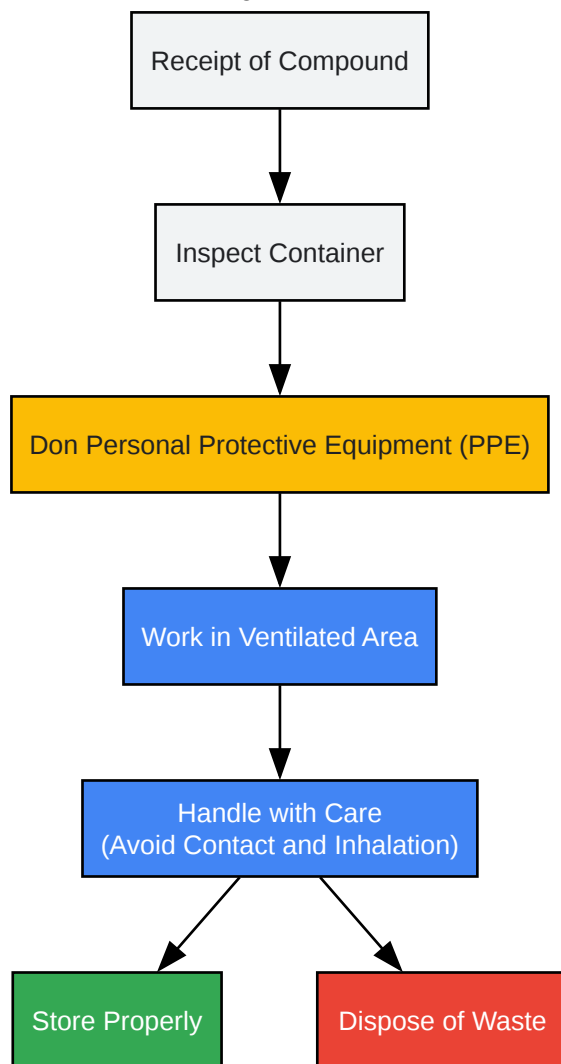 Receipt of Compound
Inspect Container
Don Personal Protective Equipment (PPE)
Work in Ventilated Area
Handle with Care
(Avoid Contact and Inhalation)
Store Properly
Dispose of Waste